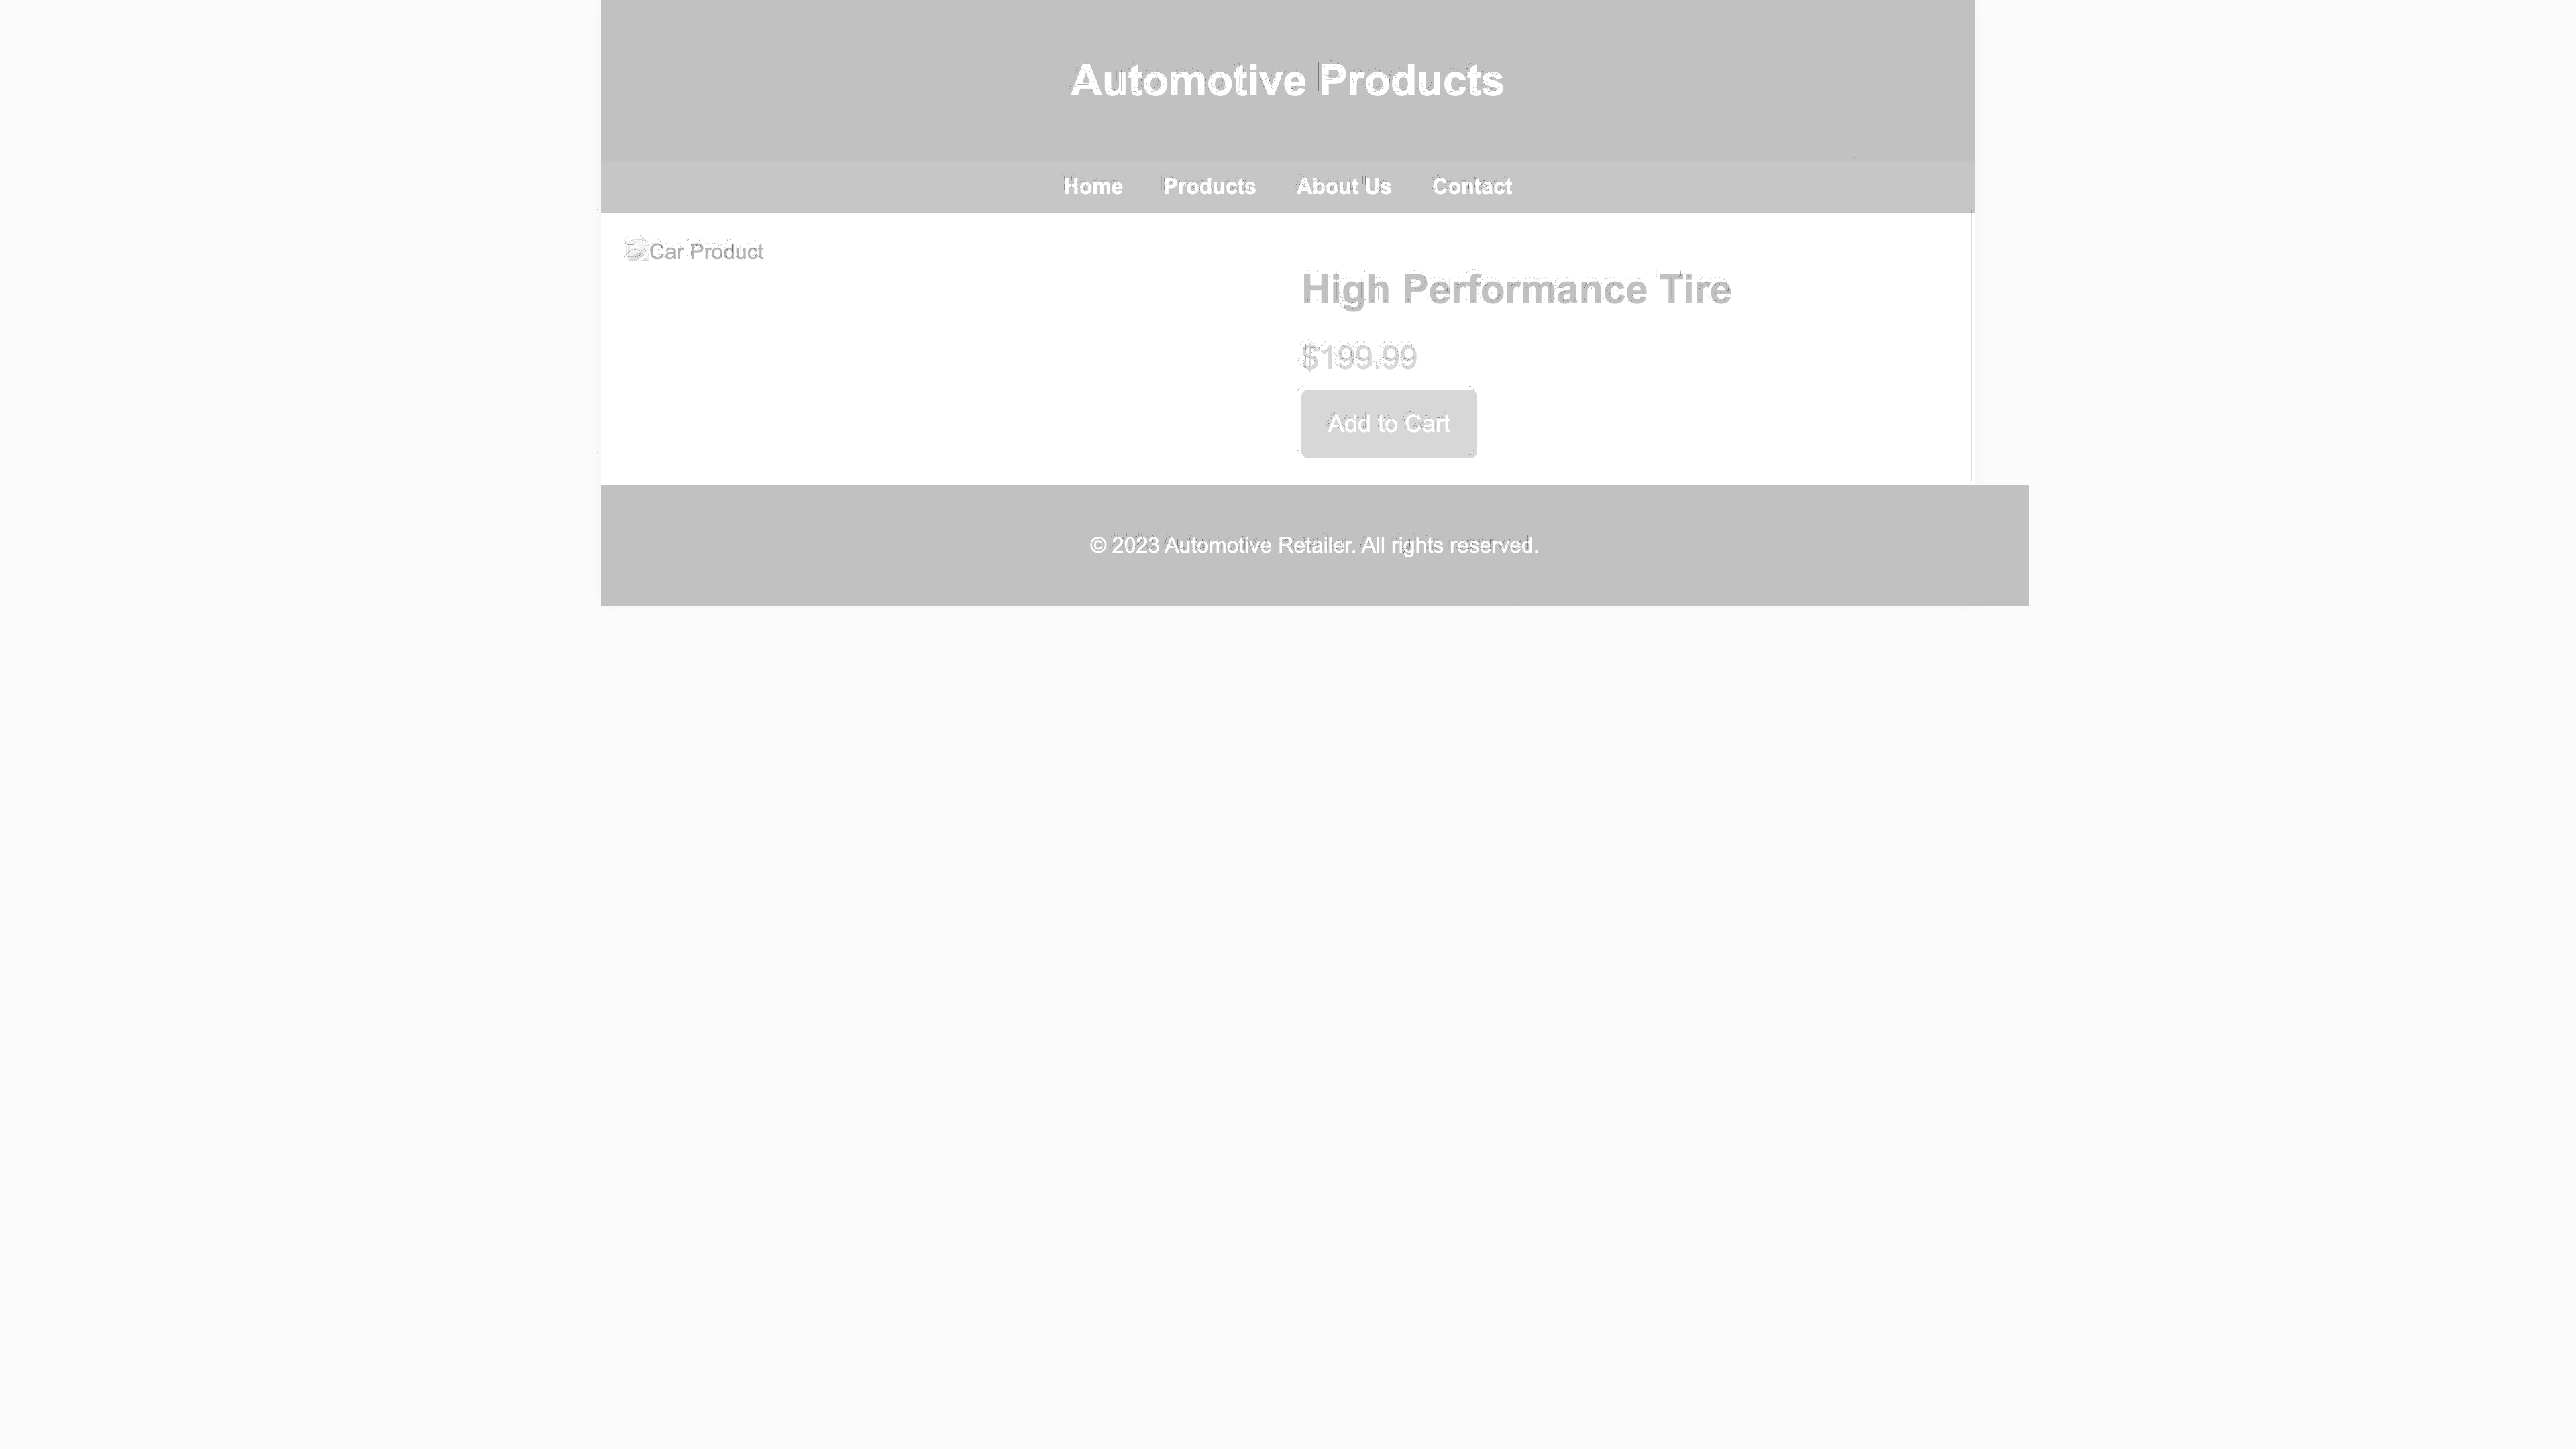 Automotive Products
Home Products About Us Contact
Car Product
High Performance Tire
$199.99
Add to Cart
© 2023 Automotive Retailer. All rights reserved.